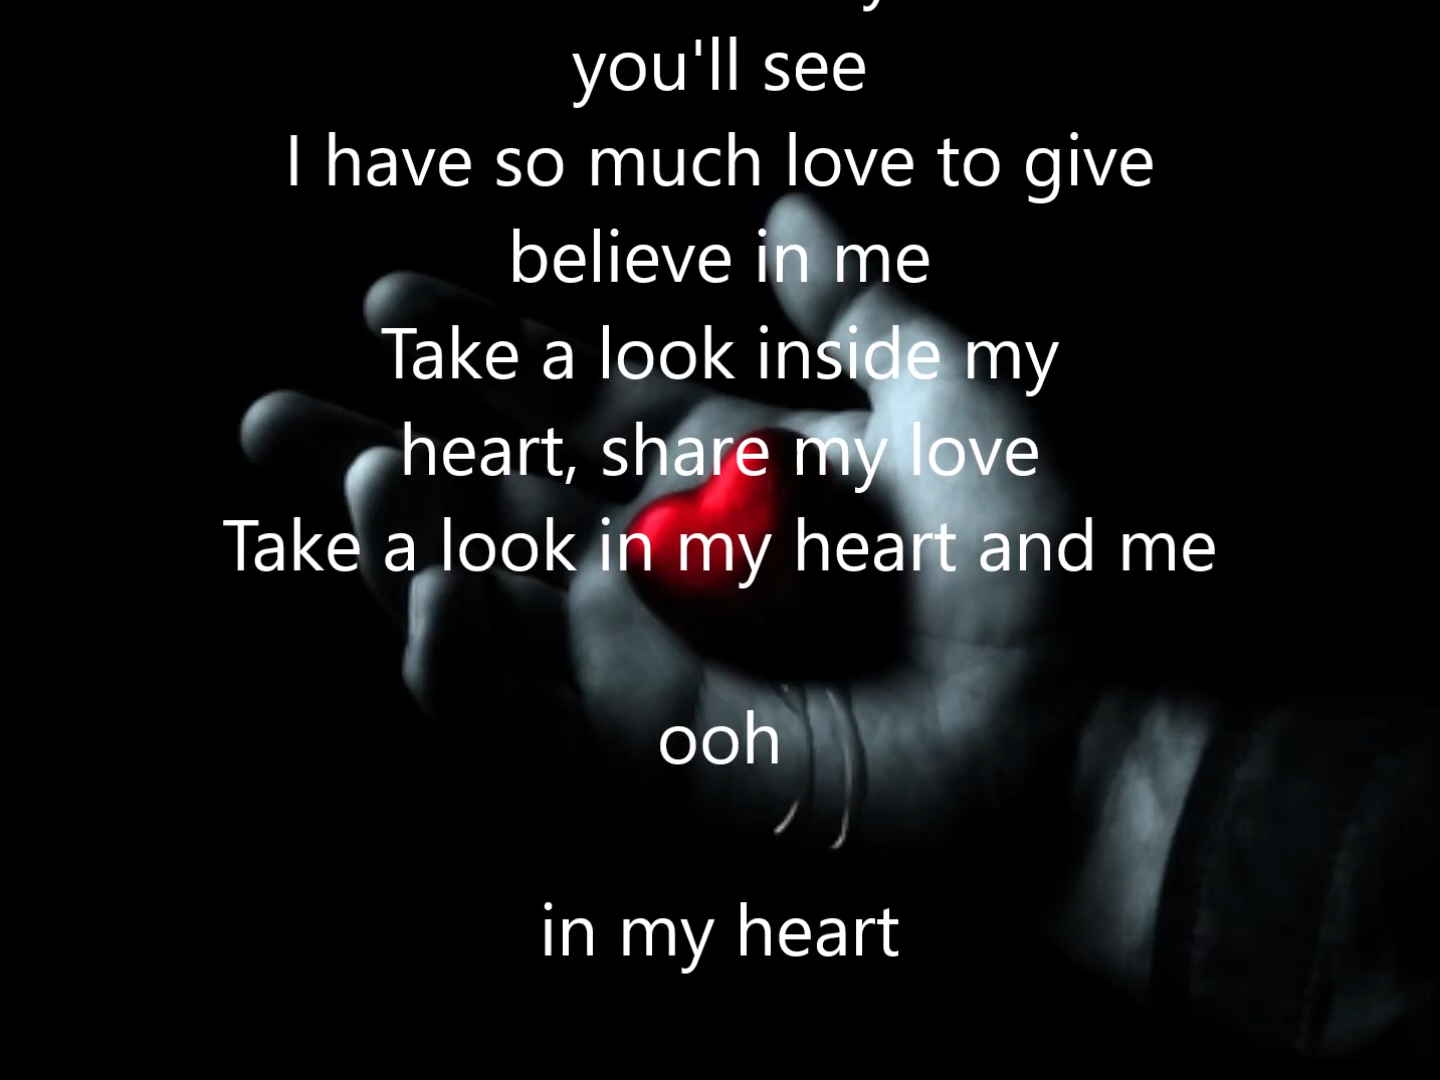 you'll see
I have so much love to give
believe in me
Take a look inside my
heart, share my love
Take a look in my heart and me
ooh
in my heart